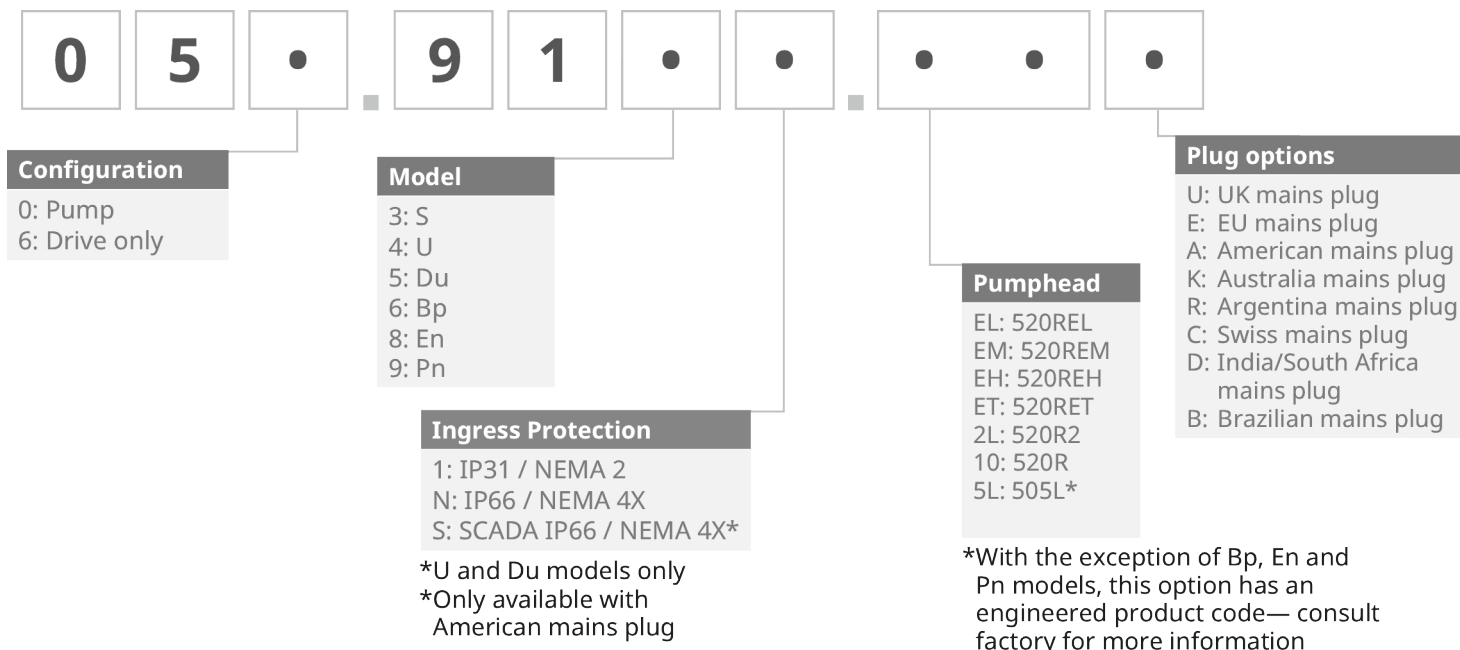 0 5 • . 9 1 • • . • • •
Configuration
0: Pump
6: Drive only
Model
3: S
4: U
5: Du
6: Bp
8: En
9: Pn
Ingress Protection
1: IP31 / NEMA 2
N: IP66 / NEMA 4X
S: SCADA IP66 / NEMA 4X*
*U and Du models only
*Only available with
American mains plug
Pumphead
EL: 520REL
EM: 520REM
EH: 520REH
ET: 520RET
2L: 520R2
10: 520R
5L: 505L*
*With the exception of Bp, En and
Pn models, this option has an
engineered product code— consult
factory for more information
Plug options
U: UK mains plug
E: EU mains plug
A: American mains plug
K: Australia mains plug
R: Argentina mains plug
C: Swiss mains plug
D: India/South Africa
mains plug
B: Brazilian mains plug